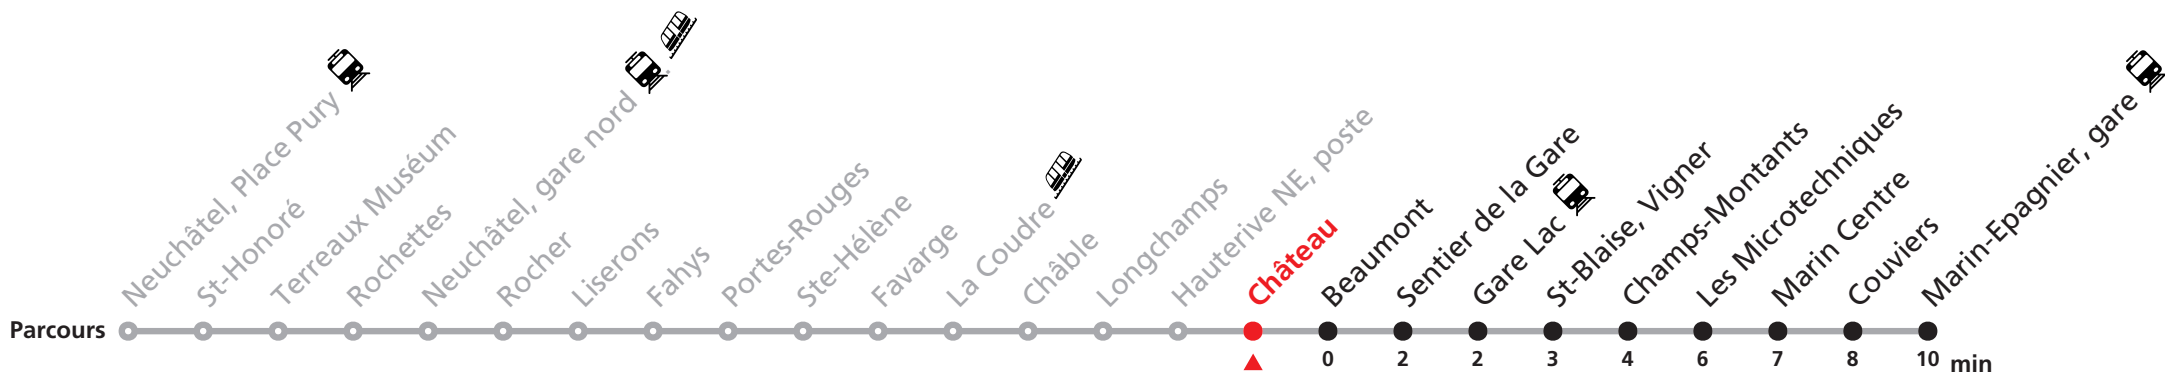 Neuchâtel, Place Pury
St-Honoré
Terreaux Muséum
Rochettes
Neuchâtel, gare nord
Rocher
Liserons
Fahys
Portes-Rouges
Ste-Hélène
Favarge
La Coudre
Châble
Longchamps
Hauterive NE, poste
Château
Beaumont
Sentier de la Gare
Gare Lac
St-Blaise, Vigner
Champs-Montants
Les Microtechniques
Marin Centre
Couviers
Marin-Epagnier, gare
Parcours
0 2 2 3 4 6 7 8 10 min